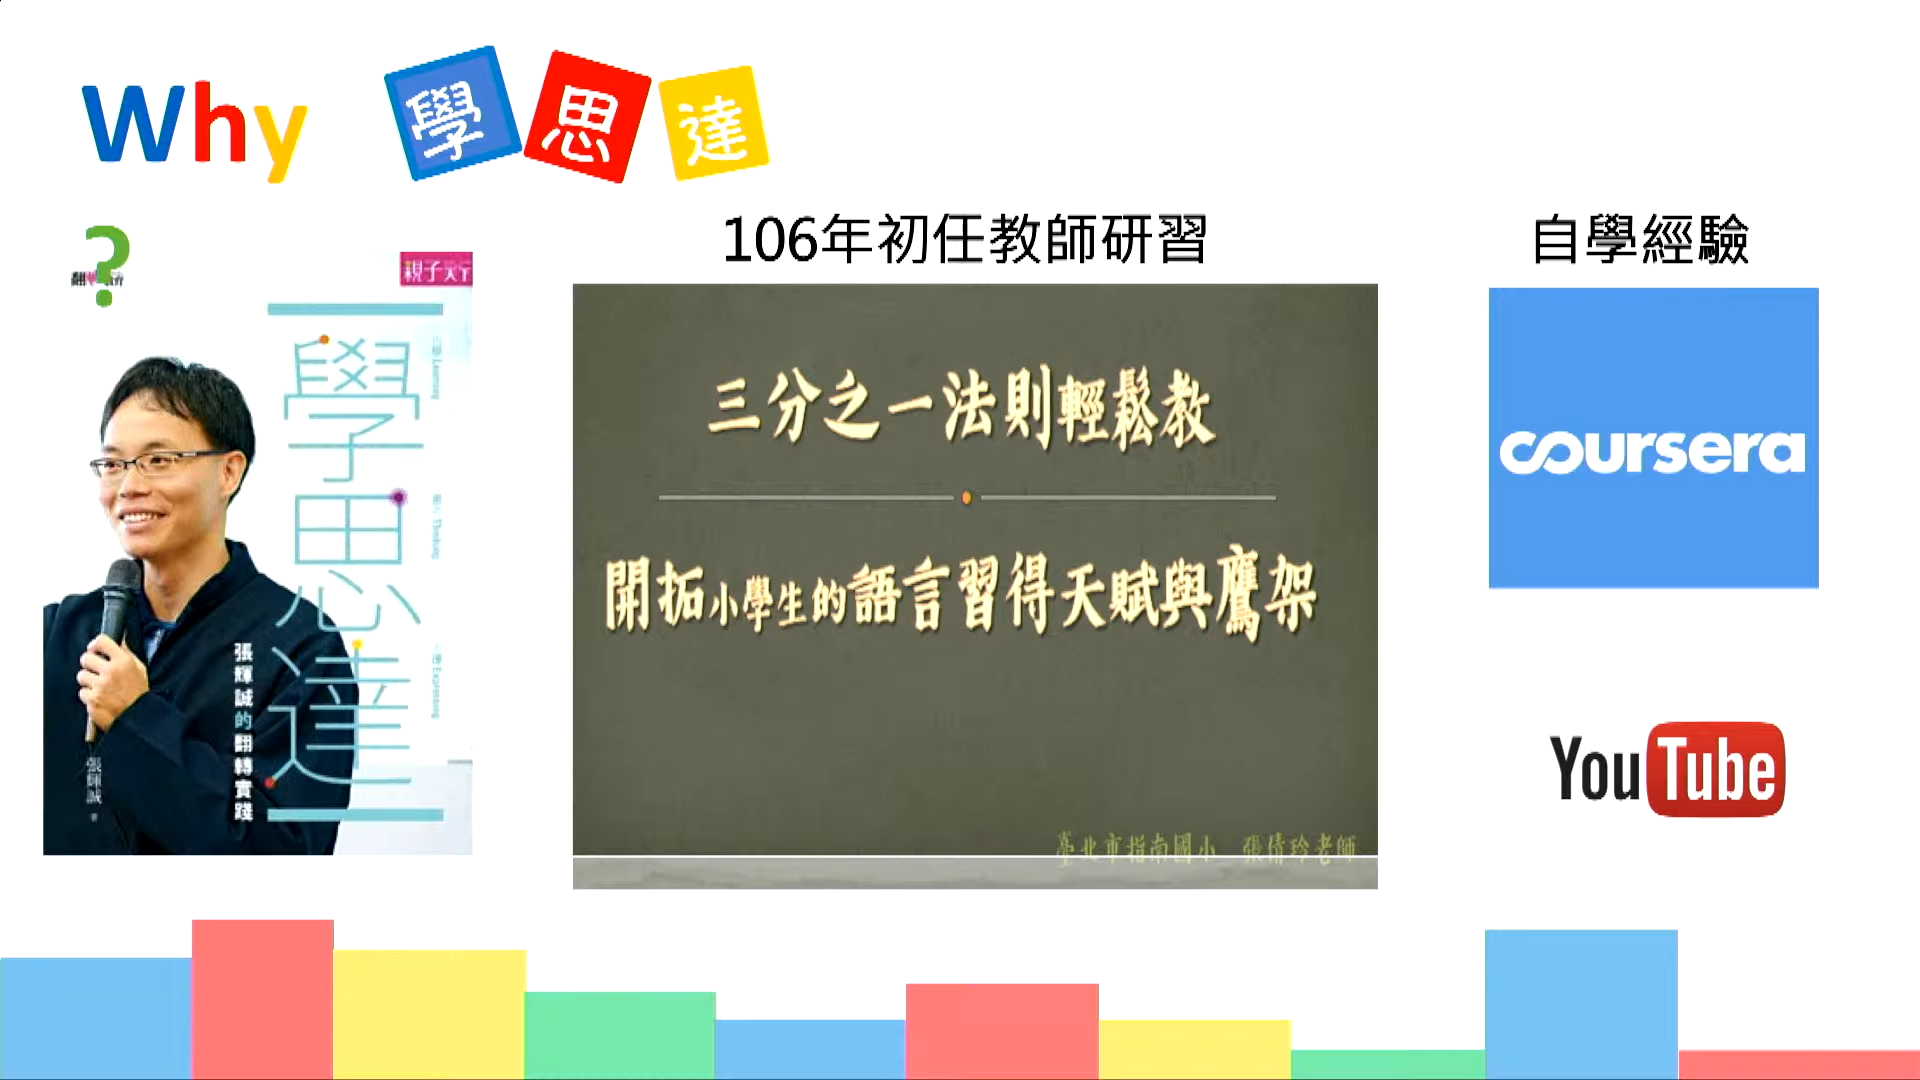 Why 學思達
?
106年初任教師研習
自學經驗
親子天下
學思達
張輝誠的翻轉實踐
張輝誠
三分之一法則輕鬆教
開拓小學生的語言習得天賦與鷹架
臺北市指南國小 張倩玲老師
coursera
YouTube